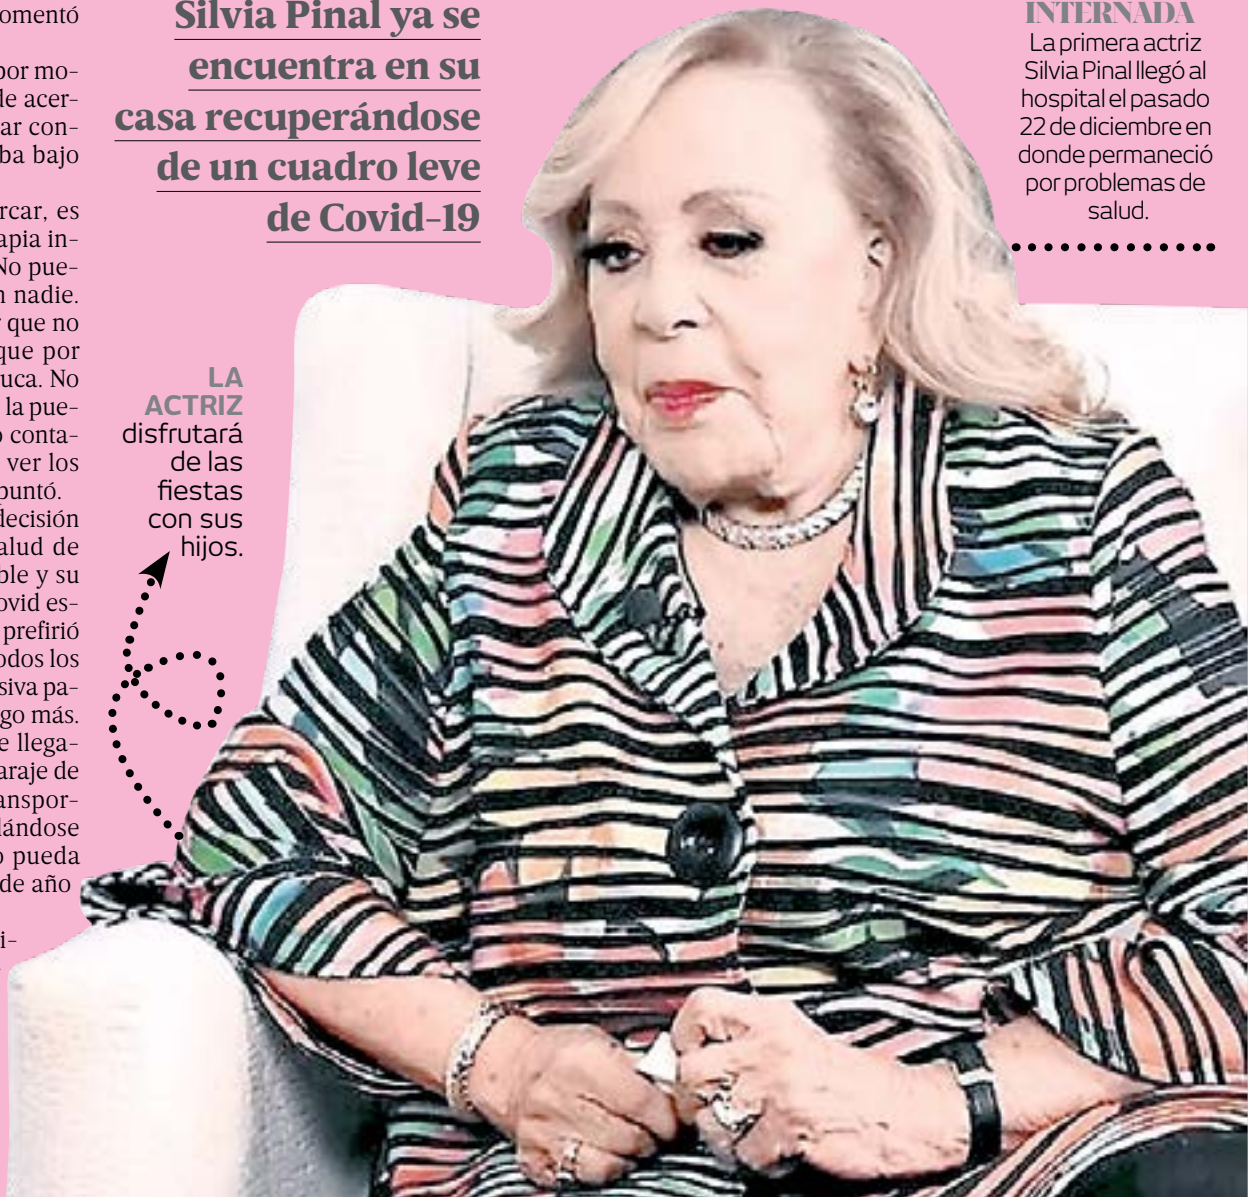 omentó
por mo-
de acer-
ar con-
ba bajo
rcar, es
apia in-
No pue-
n nadie.
r que no
que por
uca. No
la pue-
o conta-
ver los
puntó.
decisión
alud de
ble y su
ovid es-
prefirió
odos los
siva pa-
go más.
e llega-
araje de
anspor-
lándose
o pueda
de año
i-
Silvia Pinal ya se
encuentra en su
casa recuperándose
de un cuadro leve
de Covid-19
LA
ACTRIZ
disfrutará
de las
fiestas
con sus
hijos.
INTERNADA
La primera actriz
Silvia Pinal llegó al
hospital el pasado
22 de diciembre en
donde permaneció
por problemas de
salud.